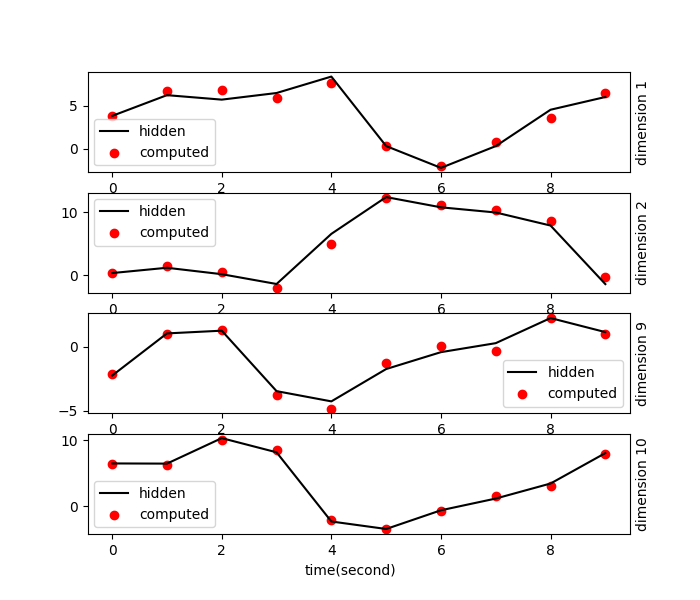 5
0
hidden
computed
dimension 1
0 2 4 6 8
10
0
hidden
computed
dimension 2
0 2 4 6 8
0
−5
hidden
computed
dimension 9
0 2 4 6 8
10
0
hidden
computed
dimension 10
0 2 4 6 8
time(second)